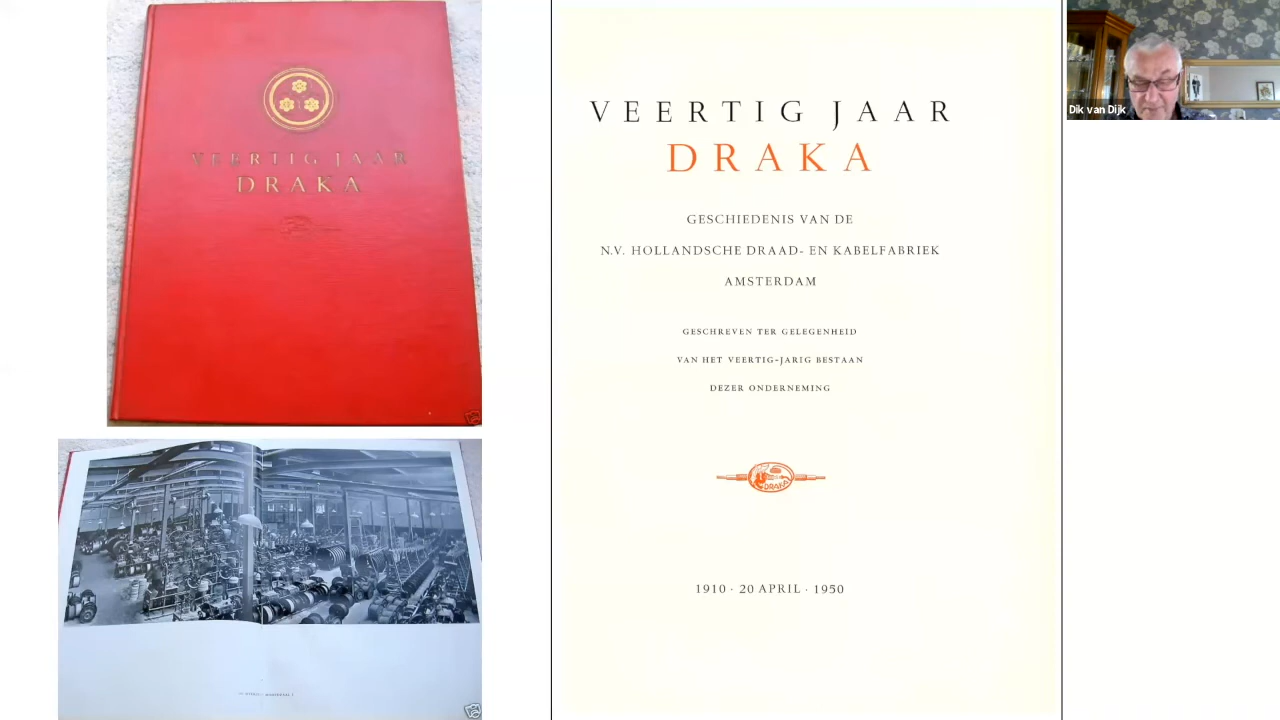 VEERTIG JAAR
DRAKA
VEERTIG JAAR
DRAKA
GESCHIEDENIS VAN DE
N.V. HOLLANDSCHE DRAAD- EN KABELFABRIEK
AMSTERDAM
GESCHREVEN TER GELEGENHEID
VAN HET VEERTIG-JARIG BESTAAN
DEZER ONDERNEMING
DRAKA
1910 · 20 APRIL · 1950
Dik van Dijk